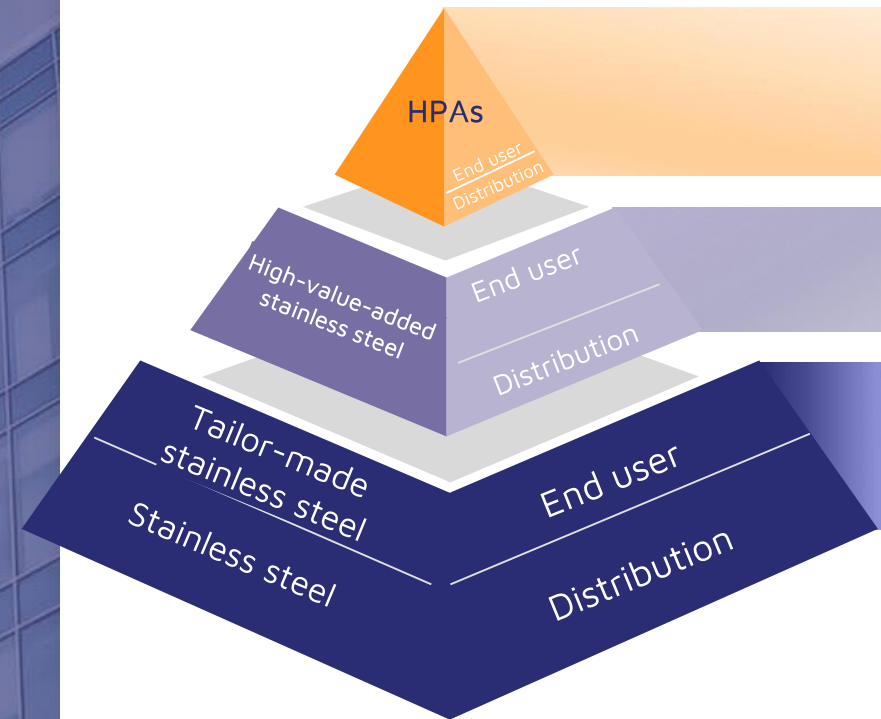 HPAs
End user
Distribution
High-value-added
stainless steel
End user
Distribution
Tailor-made
stainless steel
Stainless steel
End user
Distribution